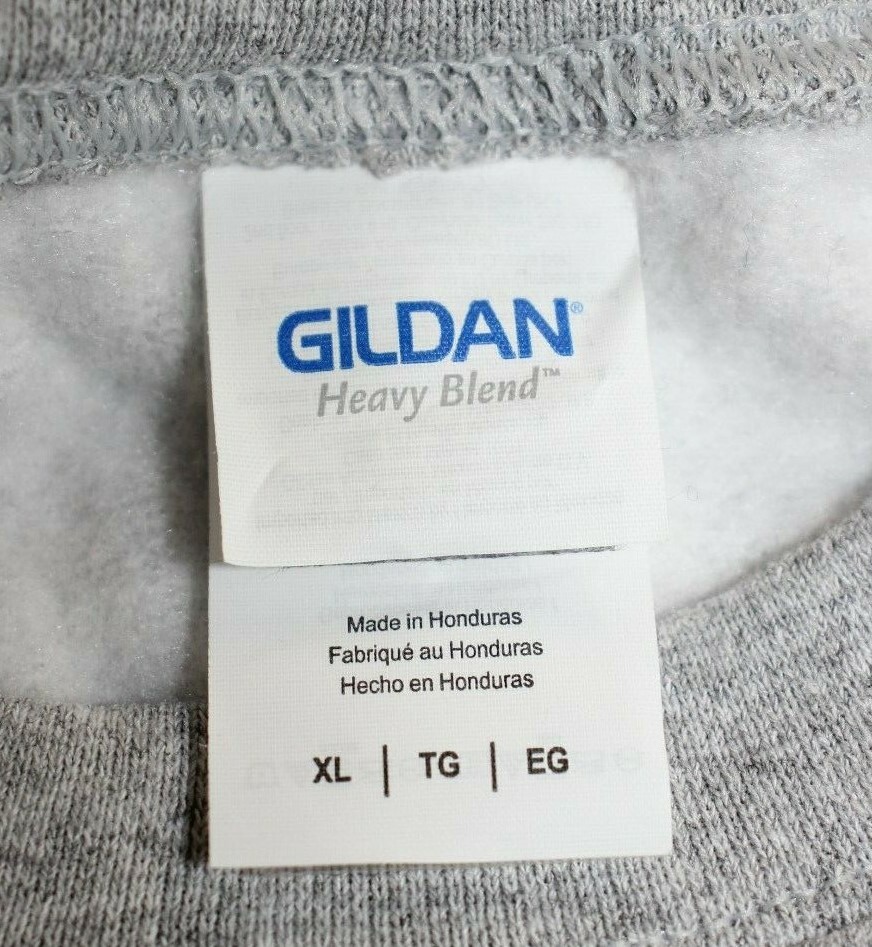 GILDAN®
Heavy Blend™
Made in Honduras
Fabriqué au Honduras
Hecho en Honduras
XL | TG | EG